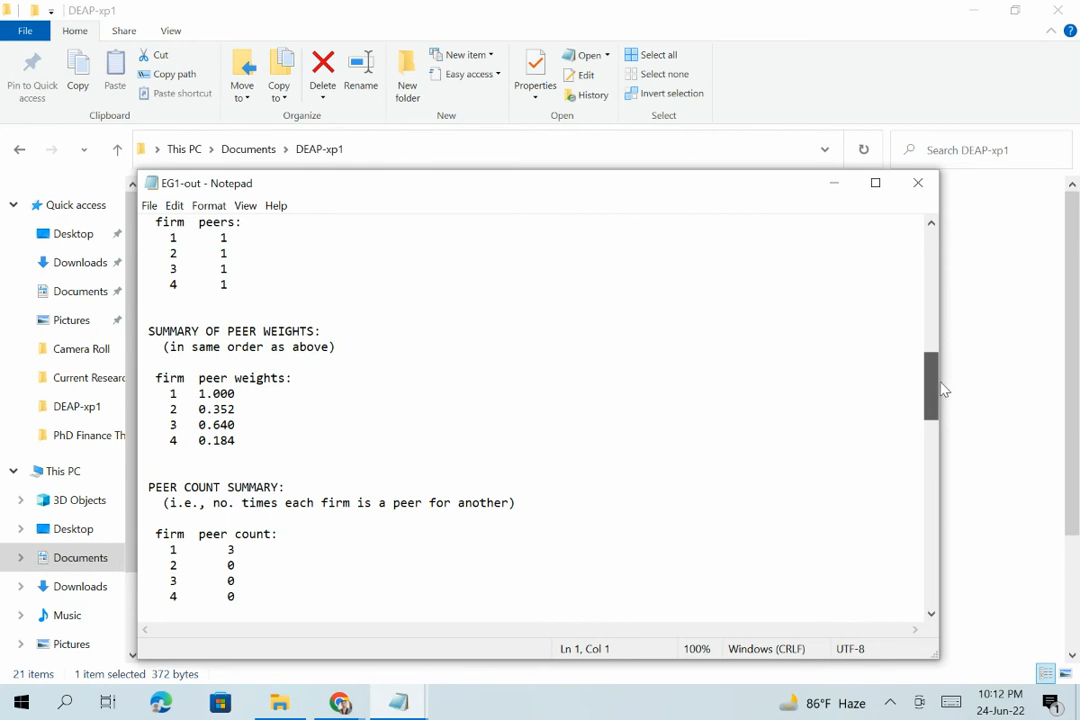 DEAP-xp1
File Home Share View
Pin to Quick access
Copy
Paste
Cut
Copy path
Paste shortcut
Clipboard
Move to
Copy to
Delete
Rename
Organize
New folder
New item
Easy access
New
Properties
Open
Edit
History
Open
Select all
Select none
Invert selection
Select
This PC Documents DEAP-xp1
Search DEAP-xp1
Quick access
Desktop
Downloads
Documents
Pictures
Camera Roll
Current Researc
DEAP-xp1
PhD Finance Th
This PC
3D Objects
Desktop
Documents
Downloads
Music
Pictures
EG1-out - Notepad
File Edit Format View Help
firm peers:
1 1
2 1
3 1
4 1
SUMMARY OF PEER WEIGHTS:
(in same order as above)
firm peer weights:
1 1.000
2 0.352
3 0.640
4 0.184
PEER COUNT SUMMARY:
(i.e., no. times each firm is a peer for another)
firm peer count:
1 3
2 0
3 0
4 0
Ln 1, Col 1 100% Windows (CRLF) UTF-8
21 items 1 item selected 372 bytes
86°F Haze
10:12 PM
24-Jun-22
1